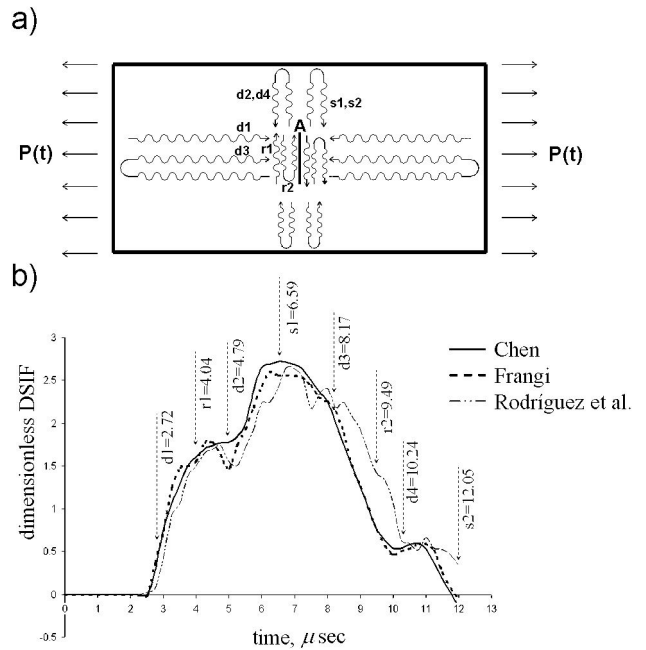 a)
d2,d4
s1,s2
A
d1
r1
d3
r2
P(t)
P(t)
b)
dimensionless DSIF
3
2.5
2
1.5
1
0.5
0
-0.5
0 1 2 3 4 5 6 7 8 9 10 11 12 13
time, μ sec
d1=2.72
r1=4.04
d2=4.79
s1=6.59
d3=8.17
r2=9.49
d4=10.24
s2=12.05
Chen
Frangi
Rodríguez et al.